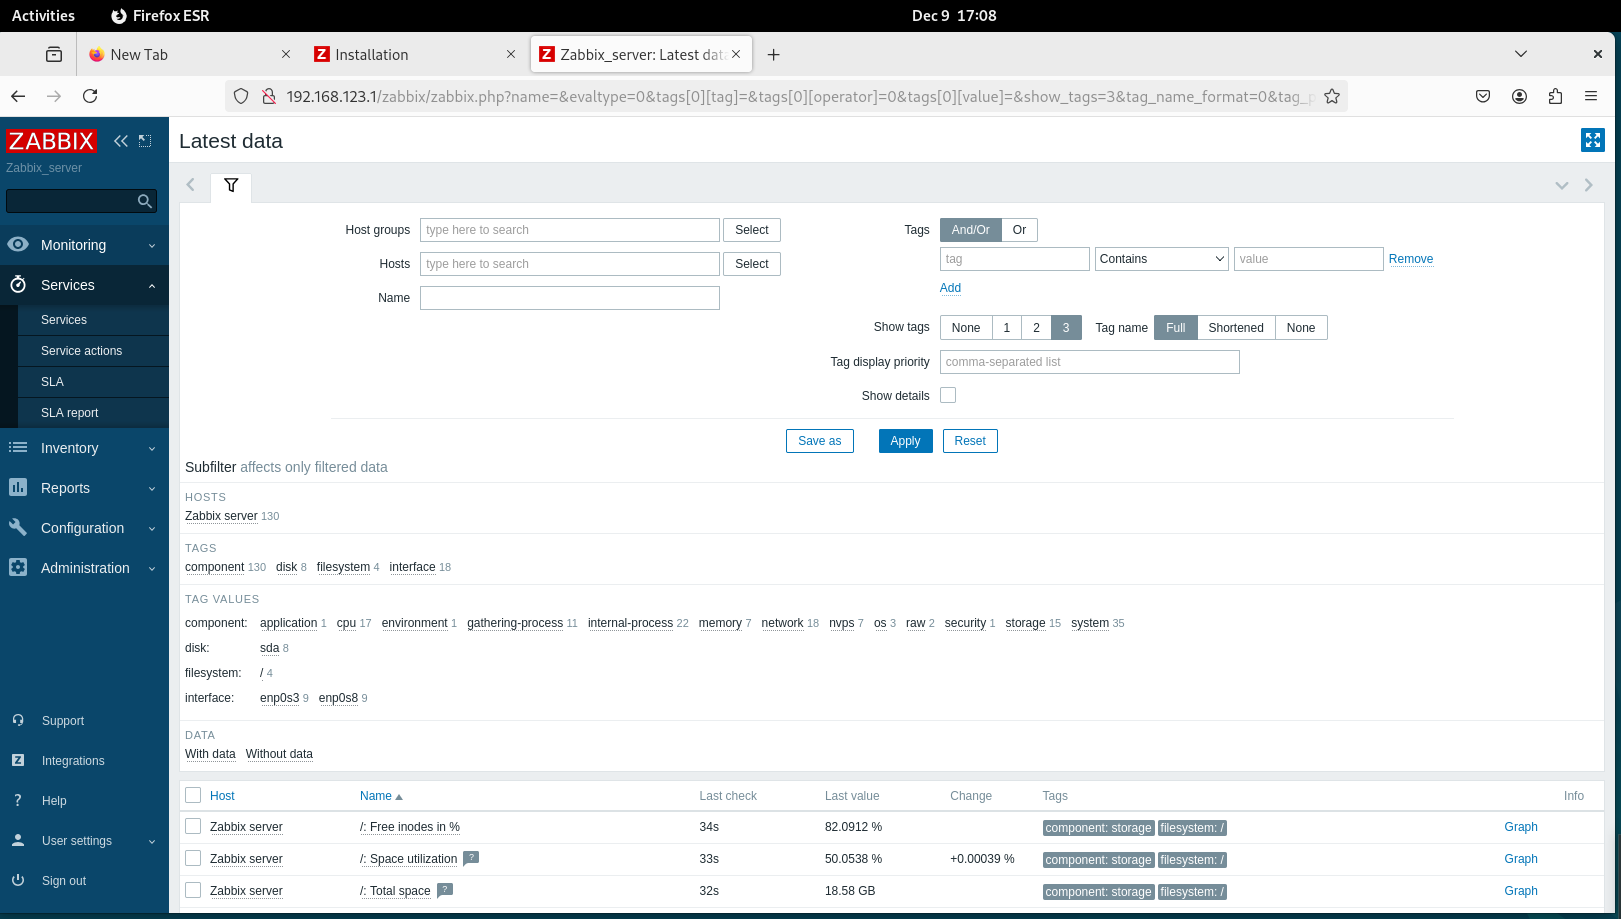 Activities Firefox ESR Dec 9 17:08
New Tab Installation Zabbix_server: Latest data
192.168.123.1/zabbix/zabbix.php?name=&evaltype=0&tags[0][tag]=&tags[0][operator]=0&tags[0][value]=&show_tags=3&tag_name_format=0&tag_p
ZABBIX
Zabbix_server
Monitoring
Services
Services
Service actions
SLA
SLA report
Inventory
Reports
Configuration
Administration
Support
Integrations
Help
User settings
Sign out
Latest data
Host groups type here to search Select
Hosts type here to search Select
Name
Tags And/Or Or
tag Contains value Remove
Add
Show tags None 1 2 3 Tag name Full Shortened None
Tag display priority comma-separated list
Show details
Save as Apply Reset
Subfilter affects only filtered data
HOSTS
Zabbix server 130
TAGS
component 130 disk 8 filesystem 4 interface 18
TAG VALUES
component: application 1 cpu 17 environment 1 gathering-process 11 internal-process 22 memory 7 network 18 nvps 7 os 3 raw 2 security 1 storage 15 system 35
disk: sda 8
filesystem: / 4
interface: enp0s3 9 enp0s8 9
DATA
With data Without data
Host Name Last check Last value Change Tags Info
Zabbix server /: Free inodes in % 34s 82.0912 % component: storage filesystem: / Graph
Zabbix server /: Space utilization ? 33s 50.0538 % +0.00039 % component: storage filesystem: / Graph
Zabbix server /: Total space ? 32s 18.58 GB component: storage filesystem: / Graph